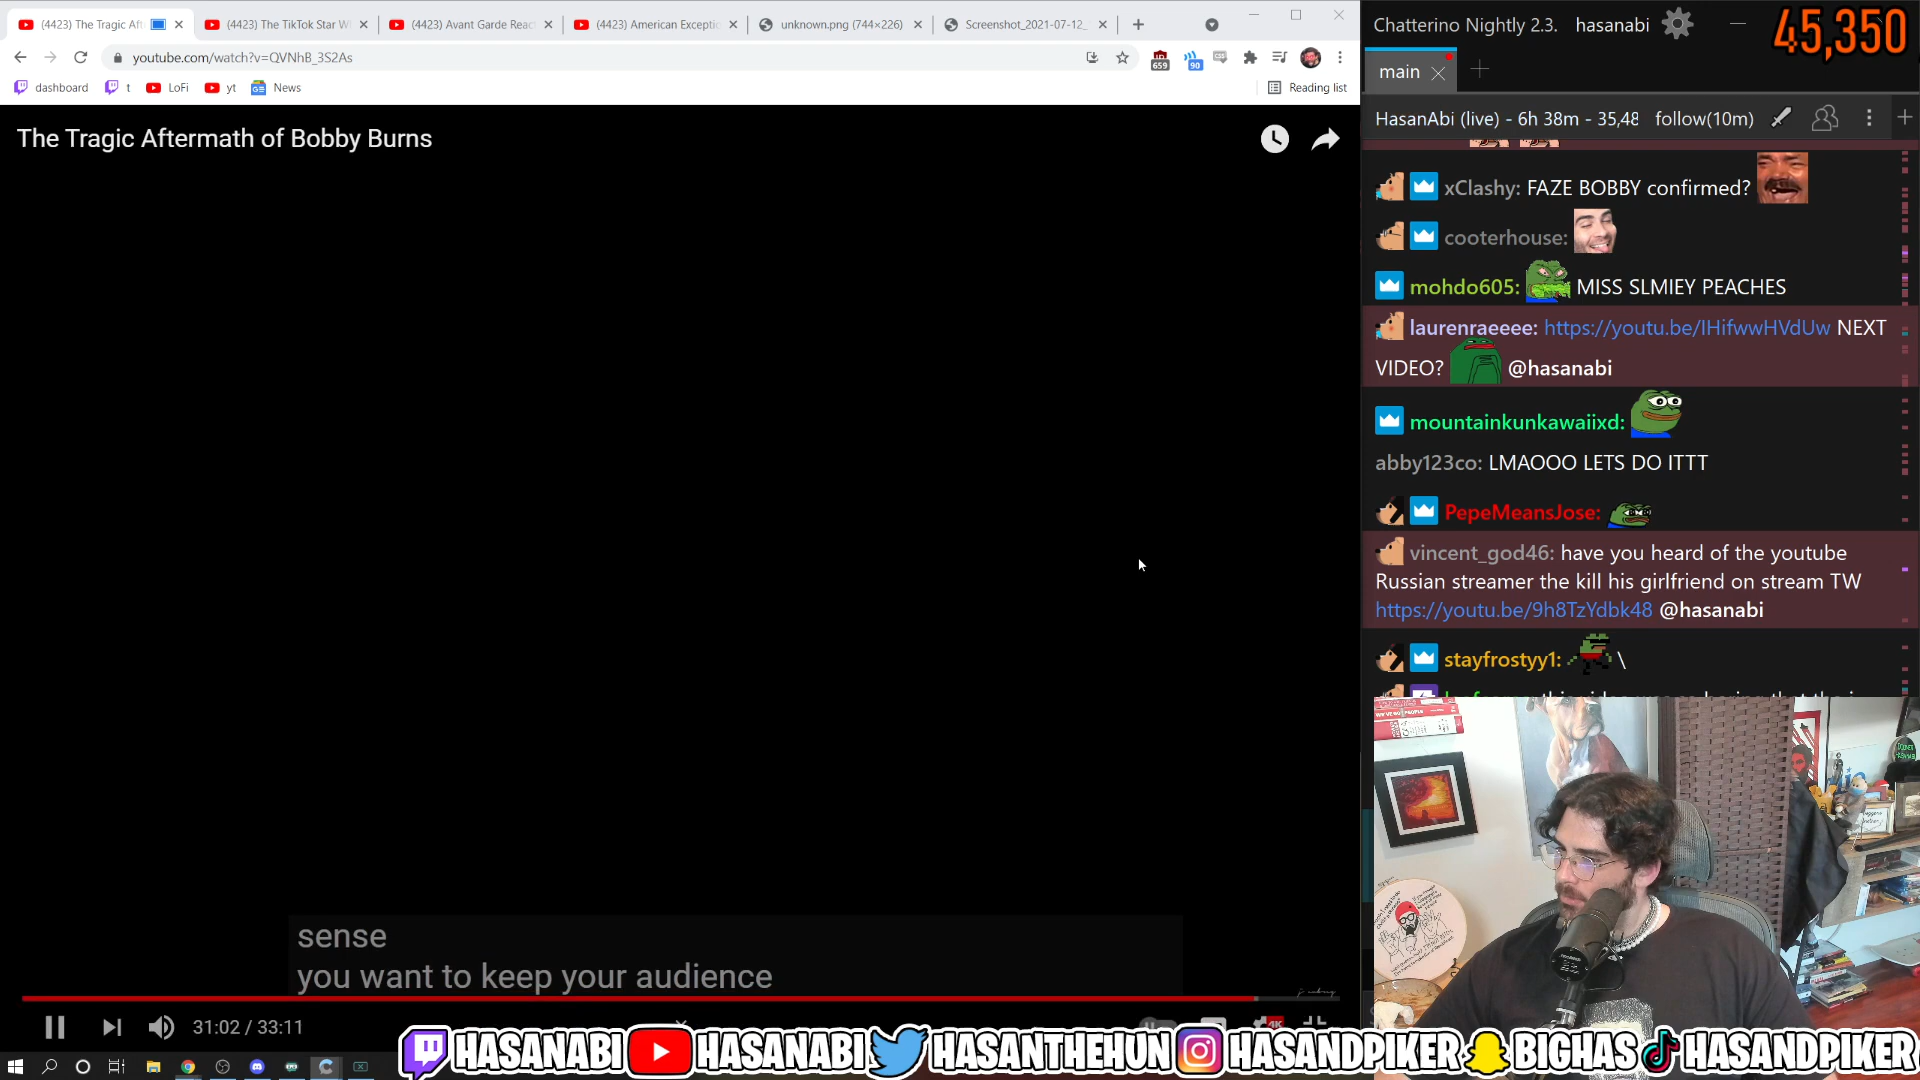 (4423) The Tragic Aft
(4423) The TikTok Star W
(4423) Avant Garde Reac
(4423) American Exceptio
unknown.png (744×226)
Screenshot_2021-07-12_
youtube.com/watch?v=QVNhB_3S2As
659
90
dashboard
t
LoFi
yt
News
Reading list
The Tragic Aftermath of Bobby Burns
sense
you want to keep your audience
31:02 / 33:11
Chatterino Nightly 2.3.
hasanabi
45,350
main
HasanAbi (live) - 6h 38m - 35,48
follow(10m)
xClashy: FAZE BOBBY confirmed?
cooterhouse:
mohdo605: MISS SLMIEY PEACHES
laurenraeeee: https://youtu.be/IHifwwHVdUw NEXT
VIDEO? @hasanabi
mountainkunkawaiixd:
abby123co: LMAOOO LETS DO ITTT
PepeMeansJose:
vincent_god46: have you heard of the youtube
Russian streamer the kill his girlfriend on stream TW
https://youtu.be/9h8TzYdbk48 @hasanabi
stayfrostyy1: \
HASANABI HASANABI HASANTHEHUN HASANDPIKER BIGHAS HASANDPIKER